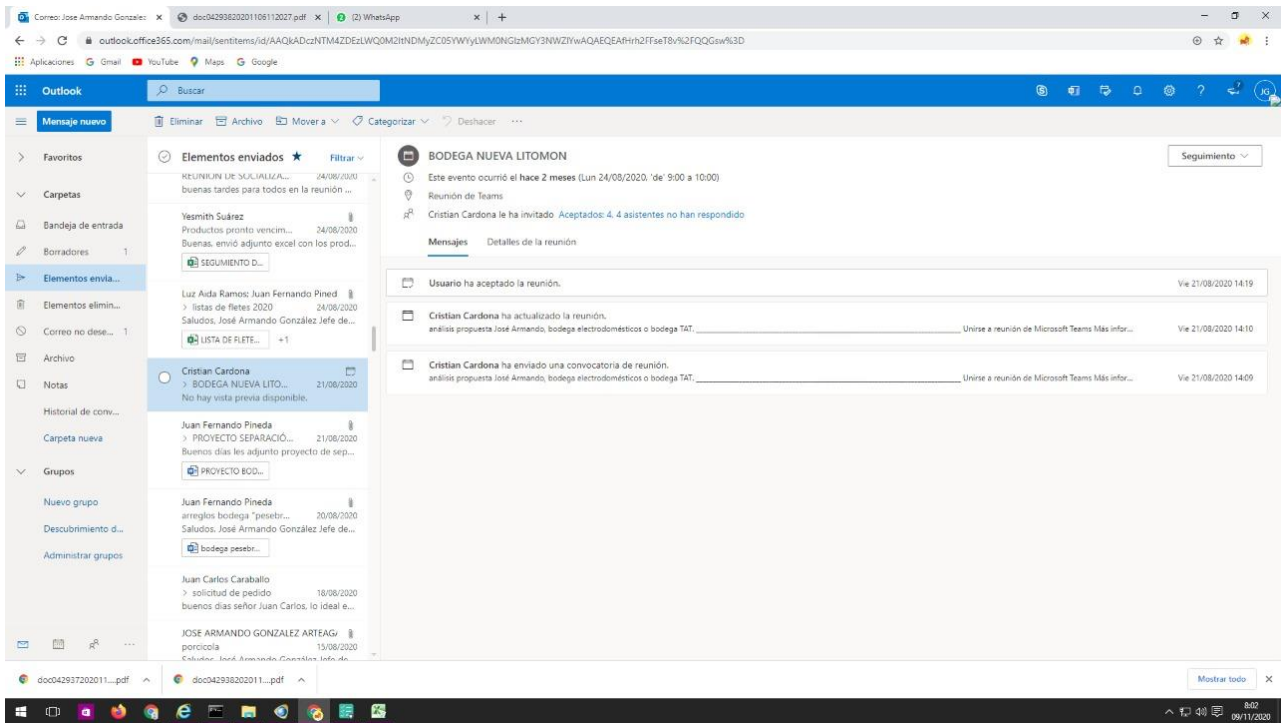 Correo: Jose Armando Gonzalez
doc04293820201106112027.pdf
(2) WhatsApp
Aplicaciones
Gmail
YouTube
Maps
Google
Outlook
Buscar
JG
Mensaje nuevo
Eliminar
Archivo
Mover a
Categorizar
Deshacer
Favoritos
Carpetas
Bandeja de entrada
Borradores 1
Elementos envia...
Elementos elimin...
Correo no dese... 1
Archivo
Notas
Historial de conv...
Carpeta nueva
Grupos
Nuevo grupo
Descubrimiento d...
Administrar grupos
Elementos enviados ★ Filtrar
REUNION DE SOCIALIZA... 24/08/2020
buenas tardes para todos en la reunión ...
Yesmith Suárez
Productos pronto vencim... 24/08/2020
Buenas, envió adjunto excel con los prod...
SEGUMIENTO D...
Luz Aida Ramos; Juan Fernando Pined
> listas de fletes 2020 24/08/2020
Saludos, José Armando González Jefe de...
LISTA DE FLETE... +1
Cristian Cardona
> BODEGA NUEVA LITO... 21/08/2020
No hay vista previa disponible.
Juan Fernando Pineda
> PROYECTO SEPARACIÓ... 21/08/2020
Buenos días les adjunto proyecto de sep...
PROYECTO BOD...
Juan Fernando Pineda
arreglos bodega "pesebr... 20/08/2020
Saludos, José Armando González Jefe de...
bodega pesebr...
Juan Carlos Caraballo
> solicitud de pedido 18/08/2020
buenos dias señor Juan Carlos, lo ideal e...
JOSE ARMANDO GONZALEZ ARTEAGA
porcicola 15/08/2020
Saludos, José Armando González Jefe de
BODEGA NUEVA LITOMON
Seguimiento
Este evento ocurrió el hace 2 meses (Lun 24/08/2020, 'de' 9:00 a 10:00)
Reunión de Teams
Cristian Cardona le ha invitado Aceptados: 4, 4 asistentes no han respondido
Mensajes Detalles de la reunión
Usuario ha aceptado la reunión. Vie 21/08/2020 14:19
Cristian Cardona ha actualizado la reunión.
análisis propuesta José Armando, bodega electrodomésticos o bodega TAT. Unirse a reunión de Microsoft Teams Más infor... Vie 21/08/2020 14:10
Cristian Cardona ha enviado una convocatoria de reunión.
análisis propuesta José Armando, bodega electrodomésticos o bodega TAT. Unirse a reunión de Microsoft Teams Más infor... Vie 21/08/2020 14:09
doc042937202011....pdf
doc042938202011....pdf
Mostrar todo
8:02
09/11/2020